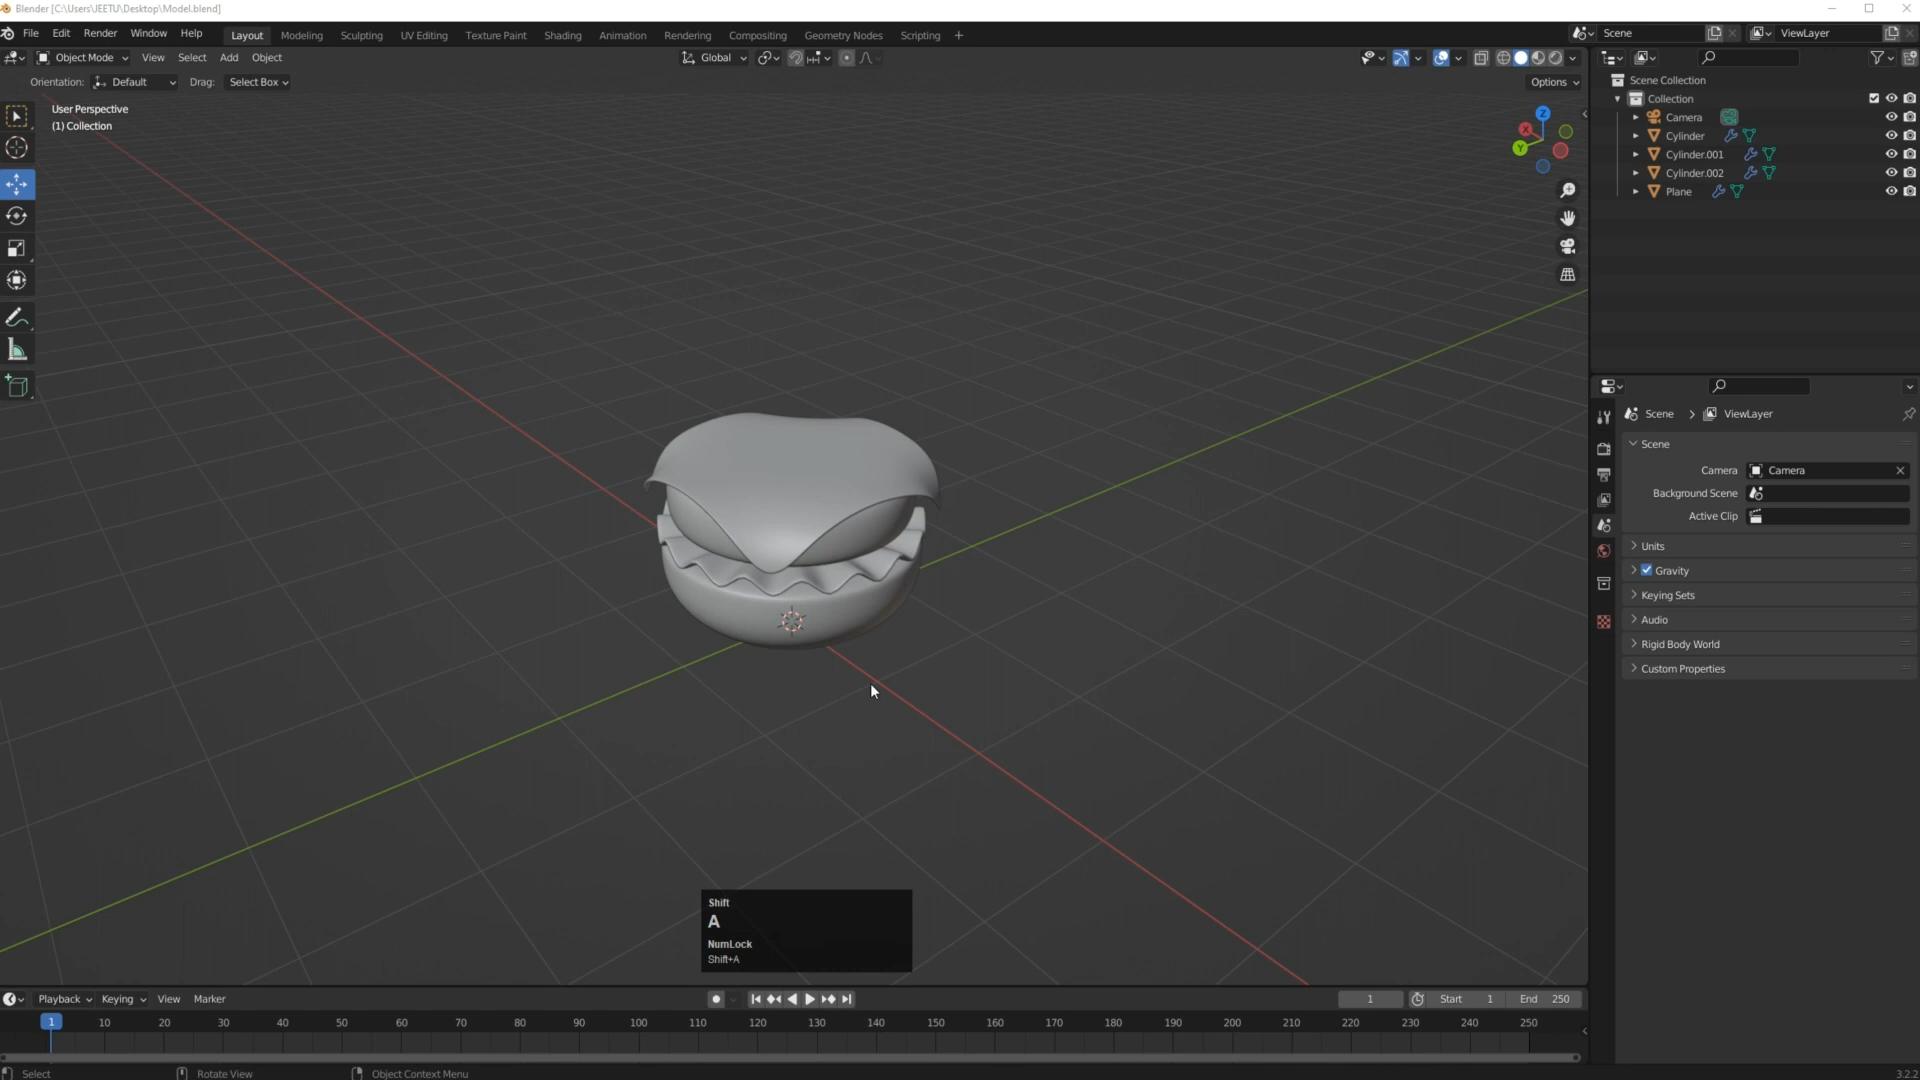 Blender [C:\Users\JEETU\Desktop\Model.blend]
File Edit Render Window Help Layout Modeling Sculpting UV Editing Texture Paint Shading Animation Rendering Compositing Geometry Nodes Scripting + Scene ViewLayer
Object Mode View Select Add Object Global
Orientation: Default Drag: Select Box Options
User Perspective
(1) Collection
Z
X
Y
Scene Collection
Collection
Camera
Cylinder
Cylinder.001
Cylinder.002
Plane
Scene > ViewLayer
Scene
Camera Camera
Background Scene
Active Clip
Units
Gravity
Keying Sets
Audio
Rigid Body World
Custom Properties
Shift
A
NumLock
Shift+A
Playback Keying View Marker 1 Start 1 End 250
1 10 20 30 40 50 60 70 80 90 100 110 120 130 140 150 160 170 180 190 200 210 220 230 240 250
Select Rotate View Object Context Menu 3.2.2